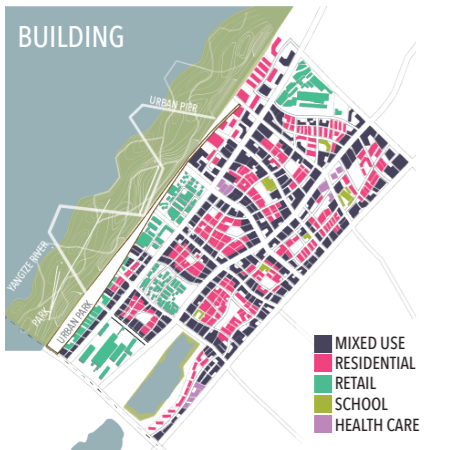 BUILDING
URBAN PIER
YANGTZE RIVER
PARK
URBAN PARK
MIXED USE
RESIDENTIAL
RETAIL
SCHOOL
HEALTH CARE